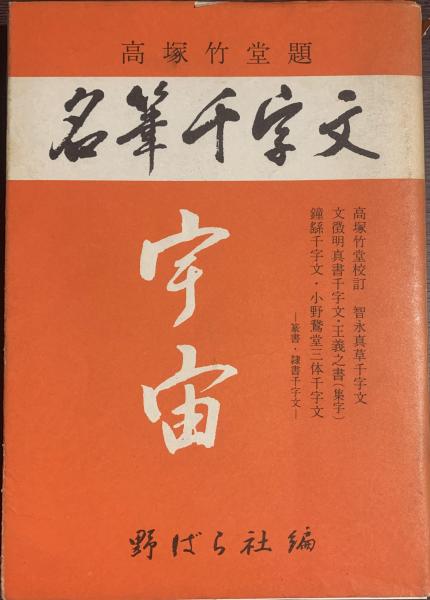 高塚竹堂題
名筆千字文
宇宙
高塚竹堂校訂 智永真草千字文
文徴明真書千字文・王羲之書(集字)
鐘繇千字文・小野鵞堂三体千字文
―篆書・隷書千字文―
野ばら社編